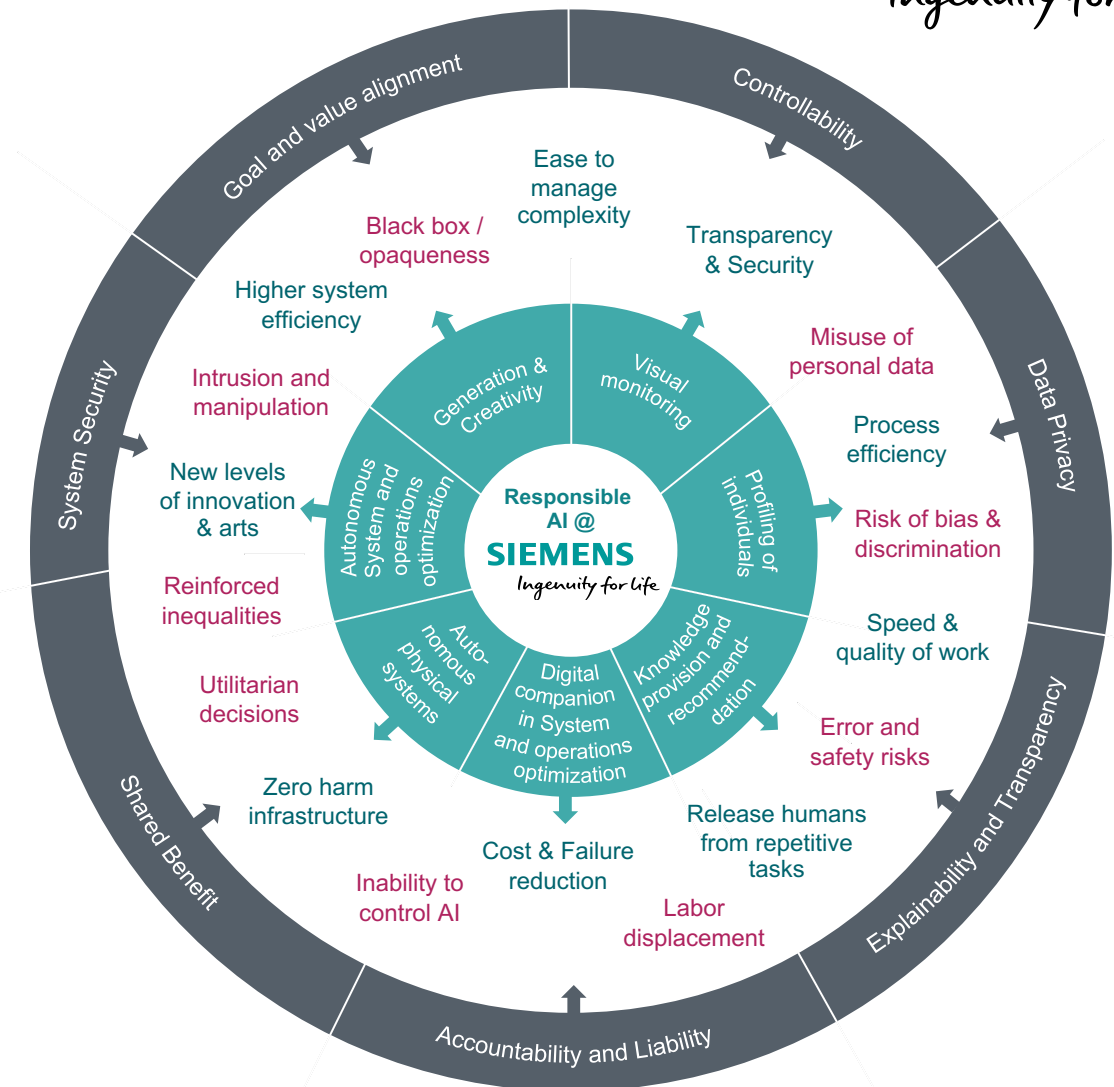 Ingenuity for
Goal and value alignment
Controllability
Data Privacy
Explainability and Transparency
Accountability and Liability
Shared Benefit
System Security
Ease to
manage
complexity
Transparency
& Security
Misuse of
personal data
Process
efficiency
Risk of bias &
discrimination
Speed &
quality of work
Error and
safety risks
Release humans
from repetitive
tasks
Labor
displacement
Cost & Failure
reduction
Inability to
control AI
Zero harm
infrastructure
Utilitarian
decisions
Reinforced
inequalities
New levels
of innovation
& arts
Intrusion and
manipulation
Higher system
efficiency
Black box /
opaqueness
Generation &
Creativity
Visual
monitoring
Profiling of
individuals
Knowledge
provision and
recommend-
dation
Digital
companion
in System
and operations
optimization
Auto-
nomous
physical
systems
Autonomous
System and
operations
optimization
Responsible
AI @
SIEMENS
Ingenuity for life